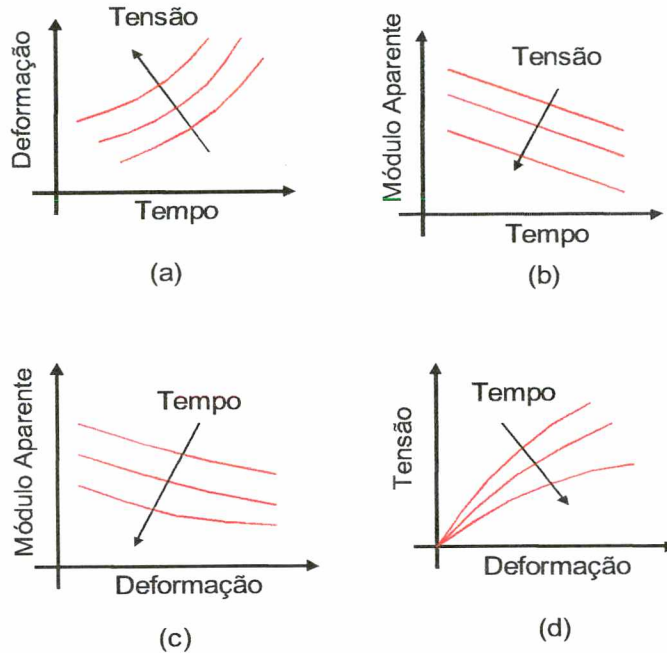 Tensão
Deformação
Tempo
(a)
Tensão
Módulo Aparente
Tempo
(b)
Tempo
Módulo Aparente
Deformação
(c)
Tempo
Tensão
Deformação
(d)